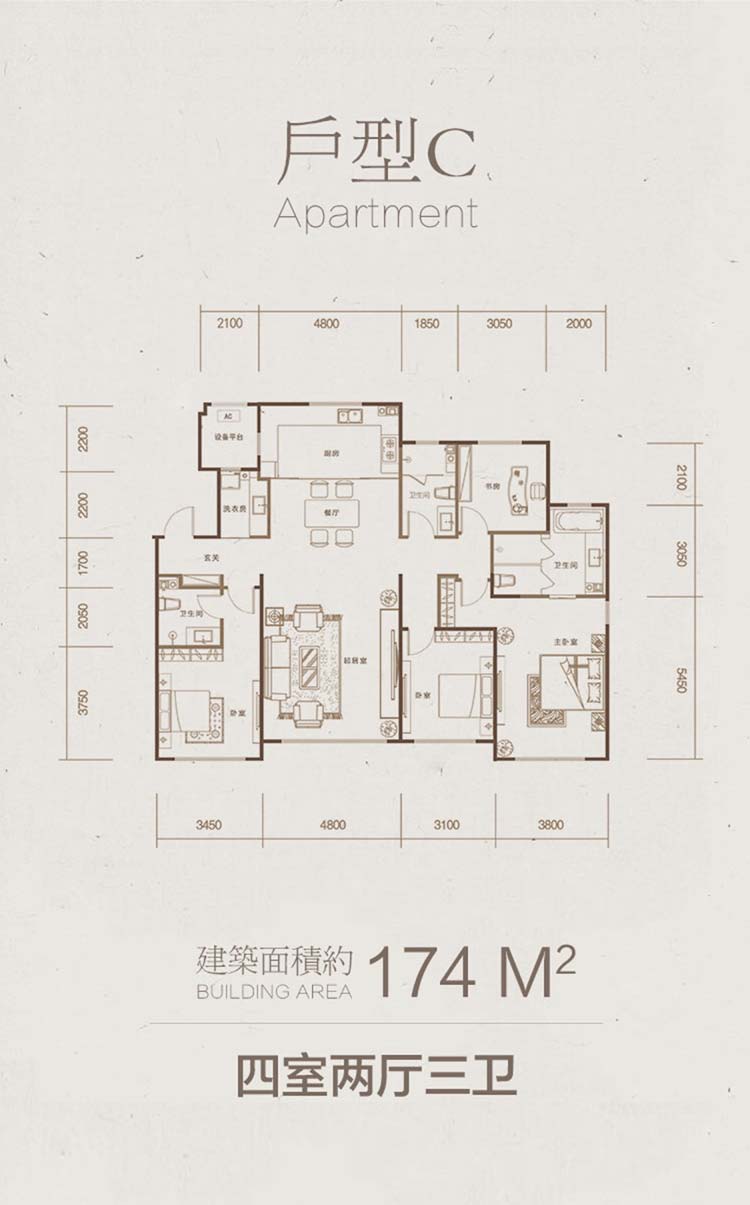 戶型C
Apartment
2100 4800 1850 3050 2000
2200
2200
1700
2050
3750
2100
3050
5450
AC
设备平台
厨房
洗衣房
餐厅
卫生间
书房
玄关
卫生间
卫生间
起居室
主卧室
卧室
卧室
3450 4800 3100 3800
建築面積約 174 M²
BUILDING AREA
四室两厅三卫